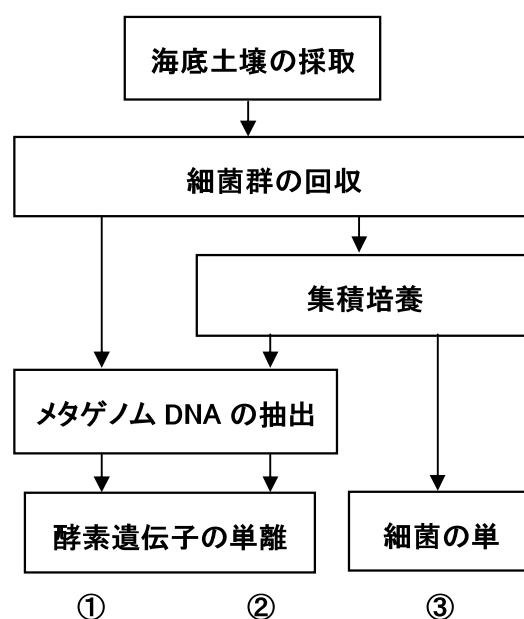 海底土壌の採取
細菌群の回収
集積培養
メタゲノム DNA の抽出
酵素遺伝子の単離
細菌の単
① ② ③